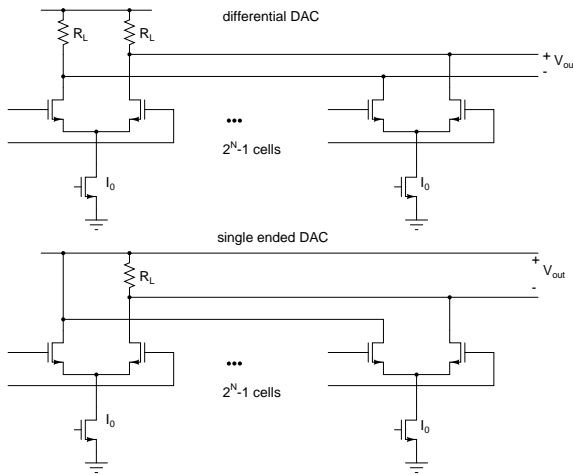 differential DAC
R_L R_L
+
V_ou
-
•••
2^N-1 cells
I_0 I_0
single ended DAC
+
R_L
V_out
-
•••
2^N-1 cells
I_0 I_0